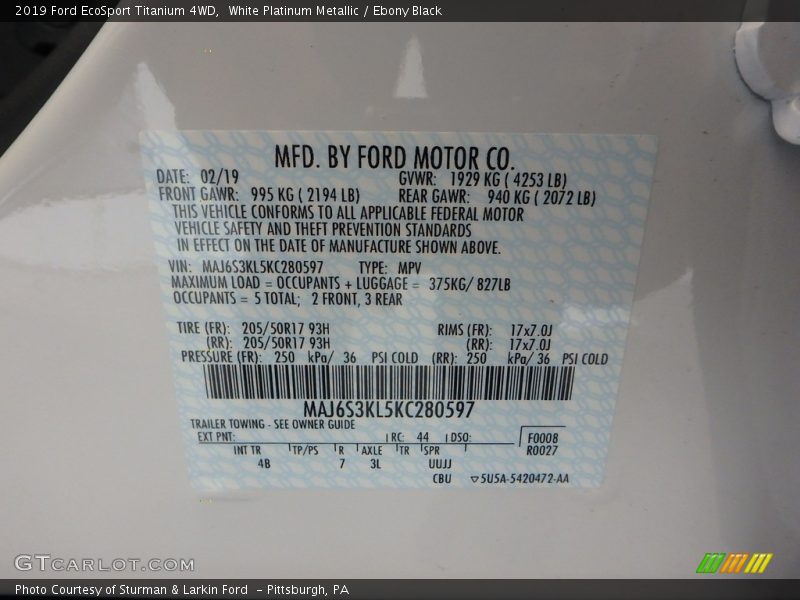 2019 Ford EcoSport Titanium 4WD,  White Platinum Metallic / Ebony Black
MFD. BY FORD MOTOR CO.
DATE: 02/19 GVWR: 1929 KG ( 4253 LB)
FRONT GAWR: 995 KG ( 2194 LB) REAR GAWR: 940 KG ( 2072 LB)
THIS VEHICLE CONFORMS TO ALL APPLICABLE FEDERAL MOTOR
VEHICLE SAFETY AND THEFT PREVENTION STANDARDS
IN EFFECT ON THE DATE OF MANUFACTURE SHOWN ABOVE.
VIN: MAJ6S3KL5KC280597 TYPE: MPV
MAXIMUM LOAD = OCCUPANTS + LUGGAGE = 375KG/ 827LB
OCCUPANTS = 5 TOTAL; 2 FRONT, 3 REAR
TIRE (FR): 205/50R17 93H RIMS (FR): 17x7.0J
(RR): 205/50R17 93H (RR): 17x7.0J
PRESSURE (FR): 250 kPa/ 36 PSI COLD (RR): 250 kPa/ 36 PSI COLD
MAJ6S3KL5KC280597
TRAILER TOWING - SEE OWNER GUIDE
EXT PNT: RC: 44 DSO: F0008
R0027
INT TR TP/PS R AXLE TR SPR
4B 7 3L UUJJ
CBU ▽5U5A-5420472-AA
GTCARLOT.COM
Photo Courtesy of Sturman & Larkin Ford - Pittsburgh, PA